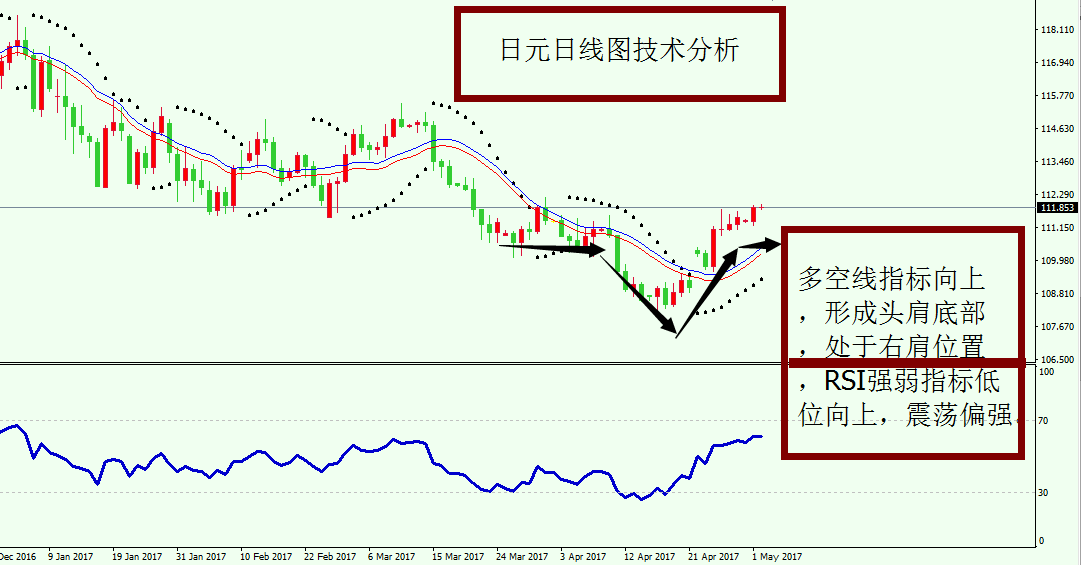 日元日线图技术分析
118.110
116.940
115.770
114.630
113.460
112.290
111.853
111.150
109.980
108.810
107.670
106.500
多空线指标向上
，形成头肩底部
，处于右肩位置
，RSI强弱指标低
位向上，震荡偏强。
100
70
30
0
Dec 2016
9 Jan 2017
19 Jan 2017
31 Jan 2017
10 Feb 2017
22 Feb 2017
6 Mar 2017
15 Mar 2017
24 Mar 2017
3 Apr 2017
12 Apr 2017
21 Apr 2017
1 May 2017